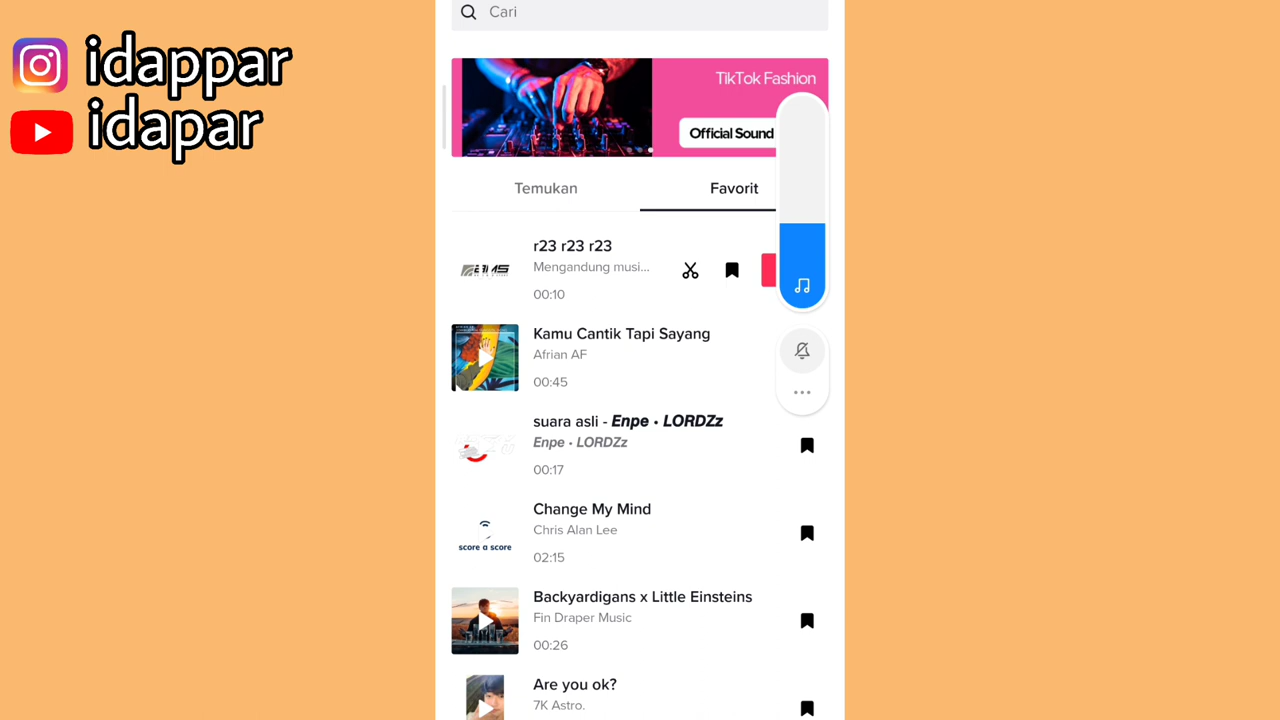 idappar
idapar
Cari
TikTok Fashion
Official Sound
Temukan
Favorit
r23 r23 r23
Mengandung musi...
00:10
Kamu Cantik Tapi Sayang
Afrian AF
00:45
suara asli - Enpe • LORDZz
Enpe • LORDZz
00:17
Change My Mind
Chris Alan Lee
02:15
score a score
Backyardigans x Little Einsteins
Fin Draper Music
00:26
Are you ok?
7K Astro.